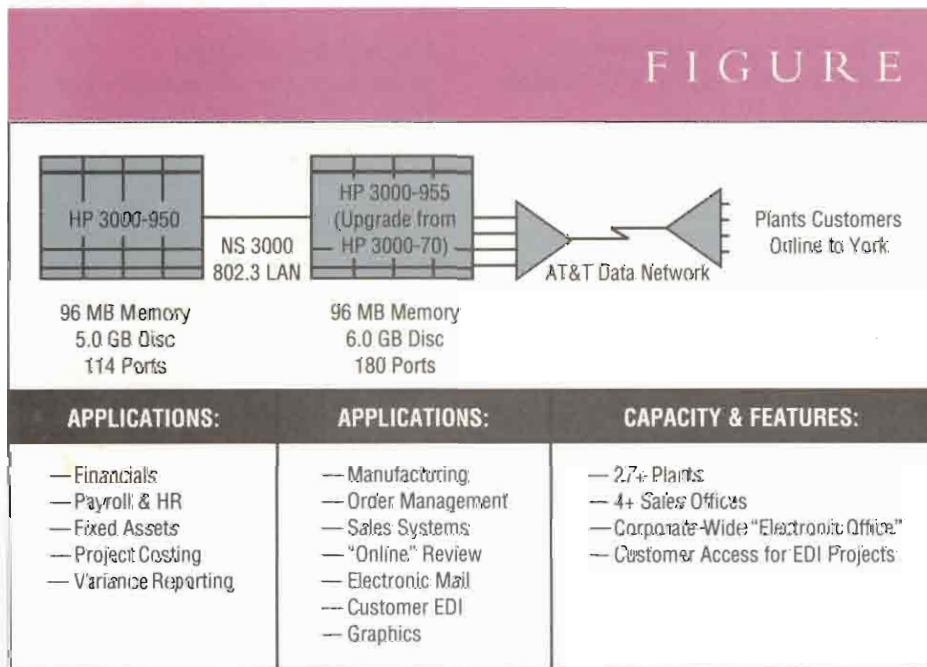 FIGURE
HP 3000-950
NS 3000
802.3 LAN
HP 3000-955
(Upgrade from
HP 3000-70)
AT&T Data Network
Plants Customers
Online to York
96 MB Memory
5.0 GB Disc
114 Ports
96 MB Memory
6.0 GB Disc
180 Ports
APPLICATIONS:
— Financials
— Payroll & HR
— Fixed Assets
— Project Costing
— Variance Reporting
APPLICATIONS:
— Manufacturing
— Order Management
— Sales Systems
— "Online" Review
— Electronic Mail
— Customer EDI
— Graphics
CAPACITY & FEATURES:
— 27+ Plants
— 4+ Sales Offices
— Corporate-Wide "Electronic Office"
— Customer Access for EDI Projects